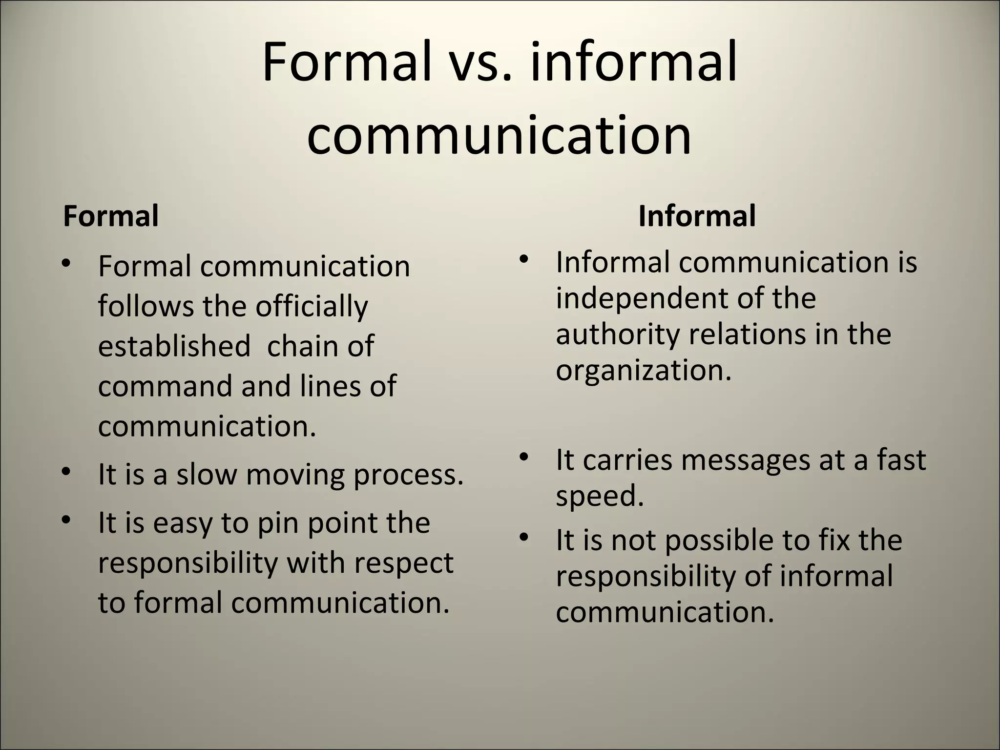 Formal vs. informal
communication
Formal
• Formal communication
follows the officially
established  chain of
command and lines of
communication.
• It is a slow moving process.
• It is easy to pin point the
responsibility with respect
to formal communication.
Informal
• Informal communication is
independent of the
authority relations in the
organization.
• It carries messages at a fast
speed.
• It is not possible to fix the
responsibility of informal
communication.